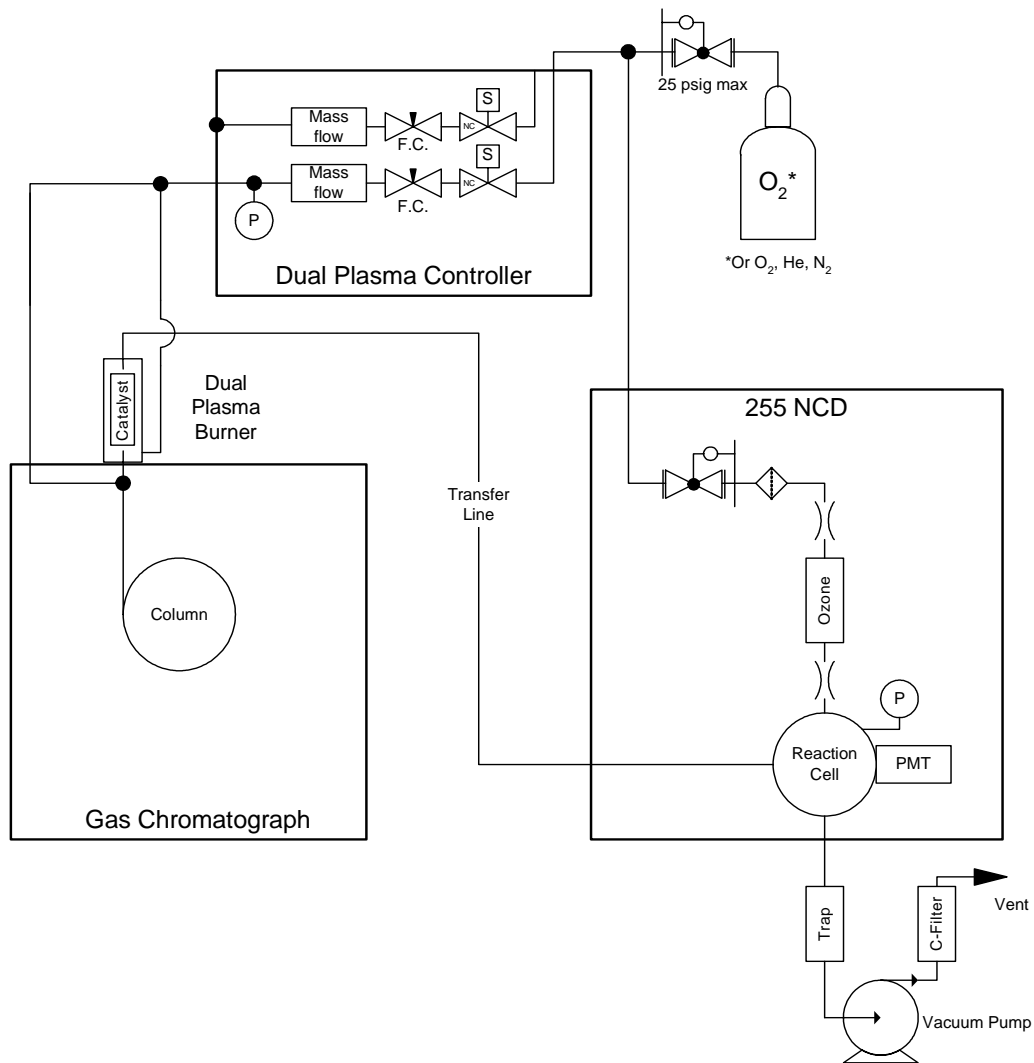 25 psig max
S
Mass
flow
NC
F.C.
S
Mass
flow
NC
F.C.
P
O2*
*Or O2, He, N2
Dual Plasma Controller
Catalyst
Dual
Plasma
Burner
255 NCD
Transfer
Line
Column
Ozone
P
Reaction
Cell
PMT
Gas Chromatograph
Trap
C-Filter
Vent
Vacuum Pump